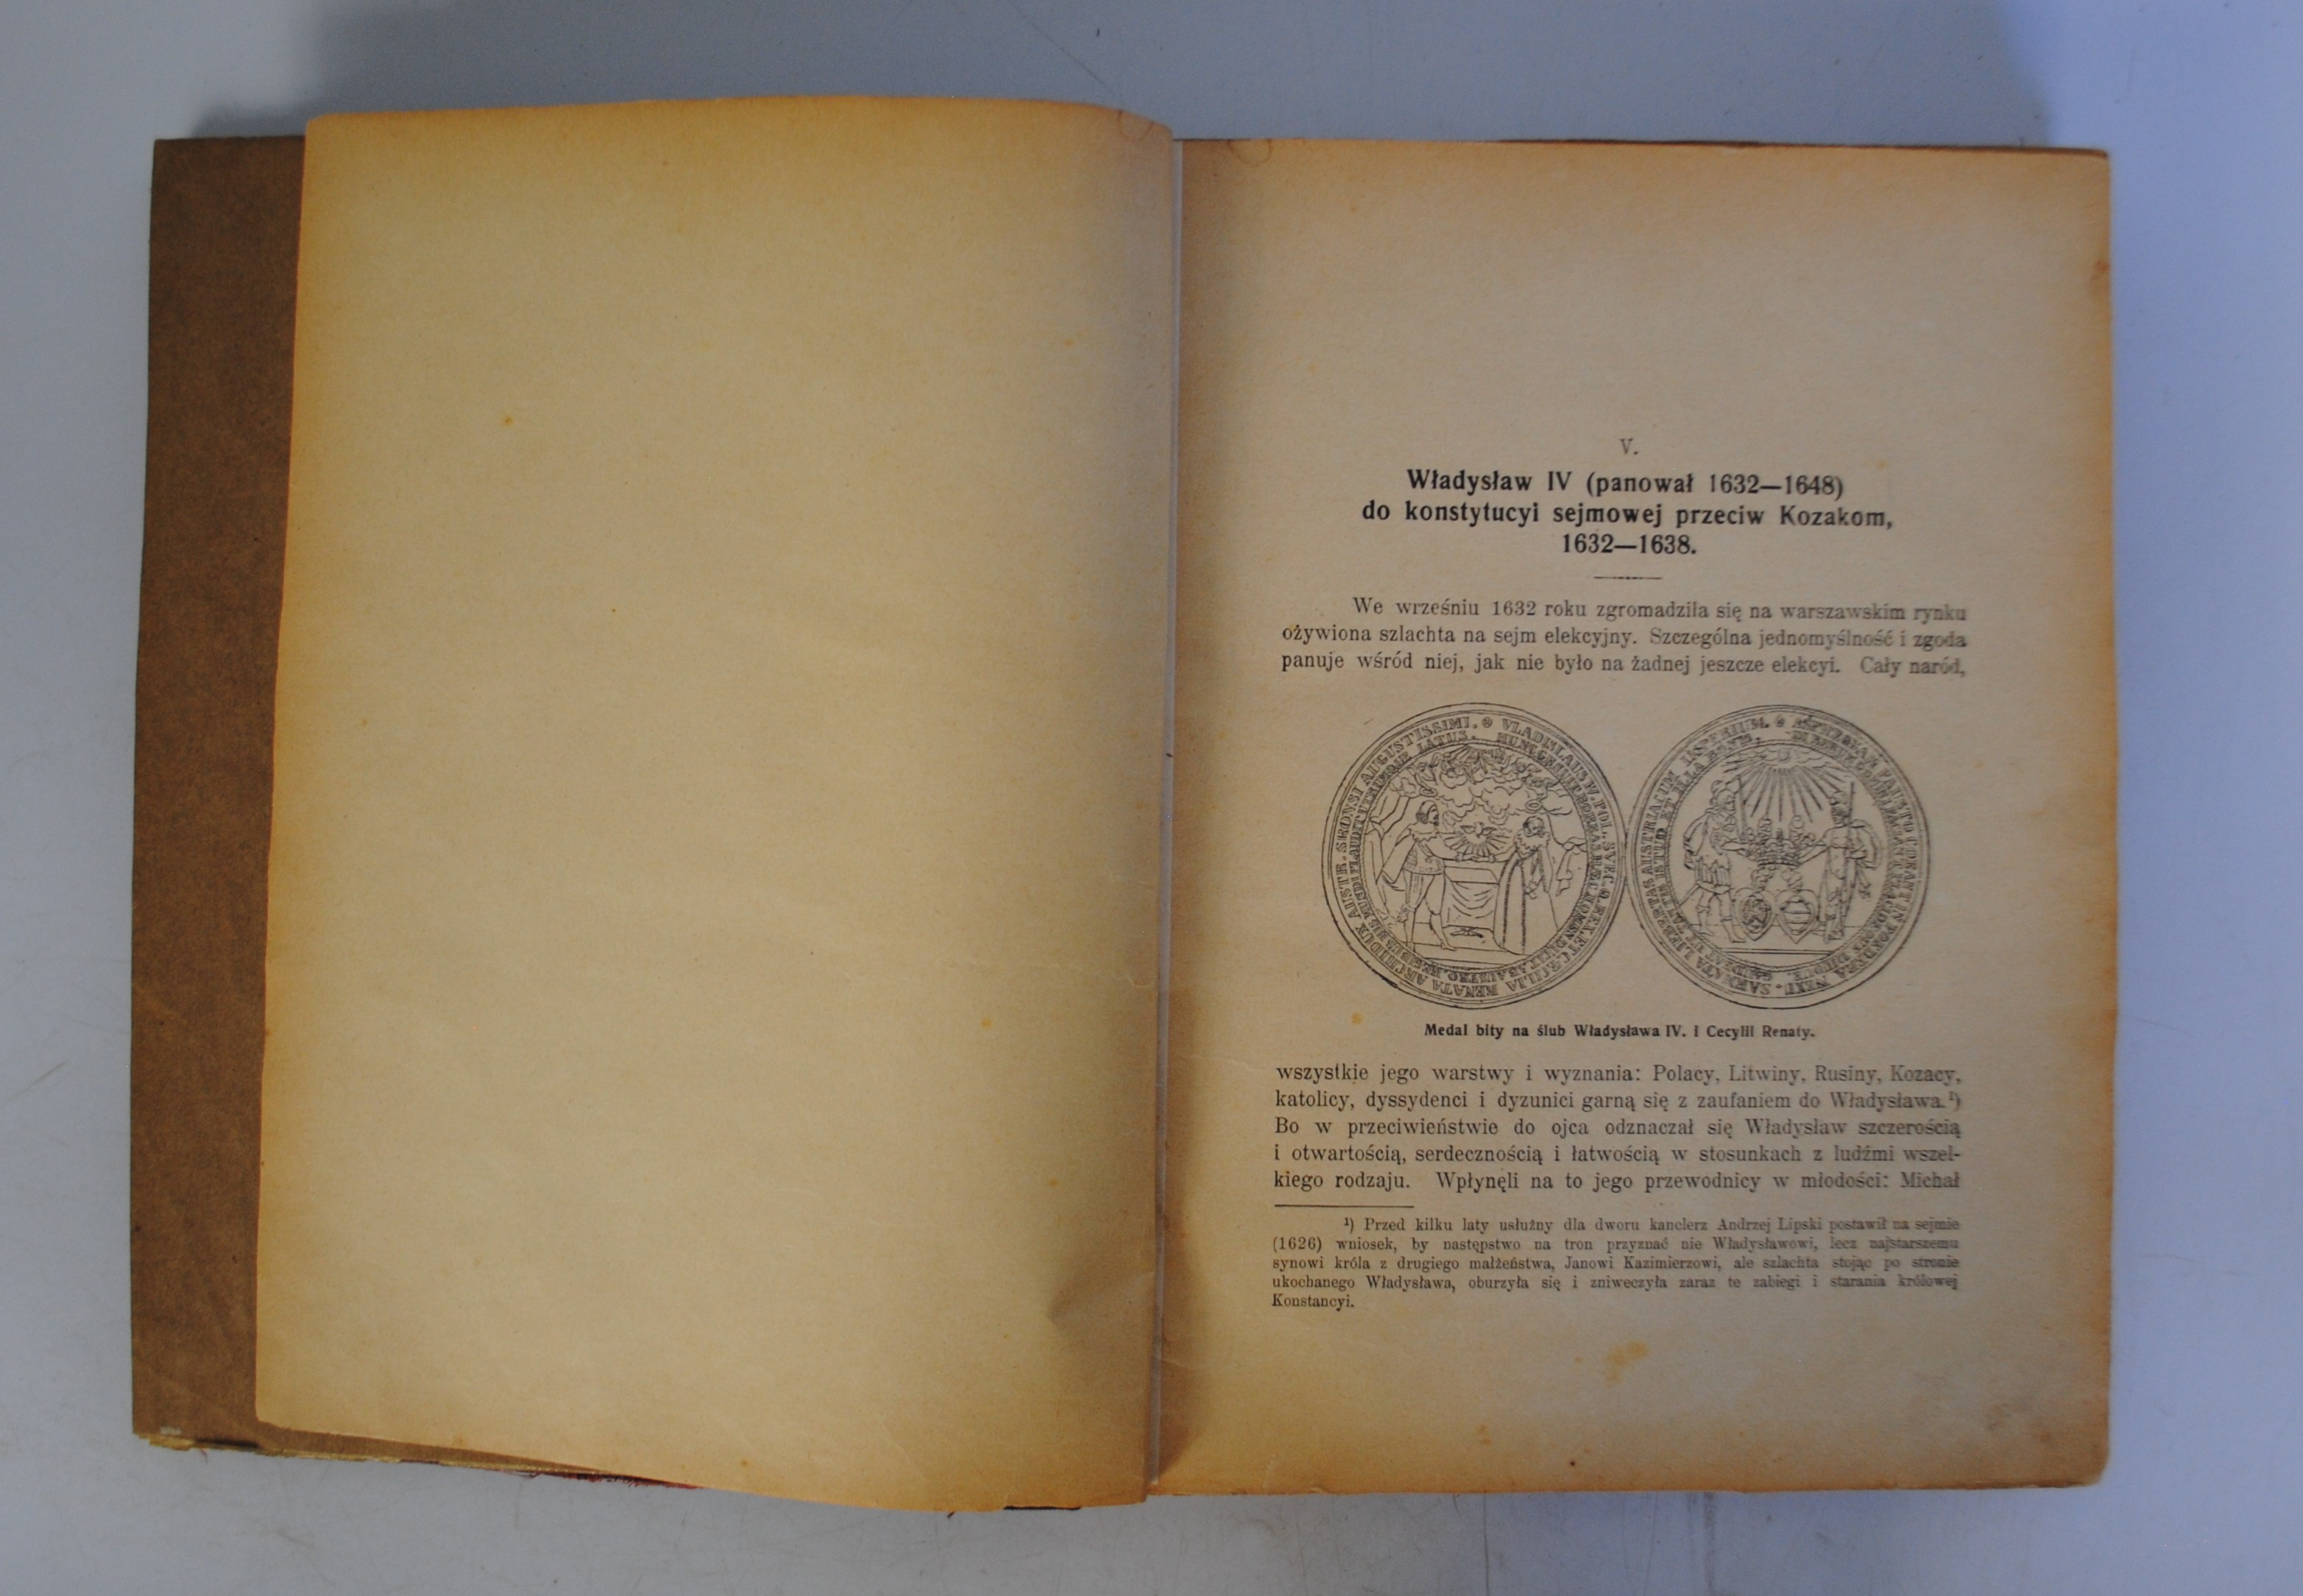 V.
Władysław IV (panował 1632—1648)
do konstytucyi sejmowej przeciw Kozakom,
1632—1638.
We wrześniu 1632 roku zgromadziła się na warszawskim rynku
ożywiona szlachta na sejm elekcyjny. Szczególna jednomyślność i zgoda
panuje wśród niej, jak nie było na żadnej jeszcze elekcyi. Cały naród,
Medal bity na ślub Władysława IV. i Cecylii Renaty.
wszystkie jego warstwy i wyznania: Polacy, Litwiny, Rusiny, Kozacy,
katolicy, dyssydenci i dyzunici garną się z zaufaniem do Władysława.¹)
Bo w przeciwieństwie do ojca odznaczał się Władysław szczerością
i otwartością, serdecznością i łatwością w stosunkach z ludźmi wszel-
kiego rodzaju. Wpłynęli na to jego przewodnicy w młodości: Michał
¹) Przed kilku laty usłużny dla dworu kanclerz Andrzej Lipski postawił na sejmie
(1626) wniosek, by następstwo na tron przyznać nie Władysławowi, lecz najstarszemu
synowi króla z drugiego małżeństwa, Janowi Kazimierzowi, ale szlachta stojąc po stronie
ukochanego Władysława, oburzyła się i zniweczyła zaraz te zabiegi i starania królowej
Konstancyi.